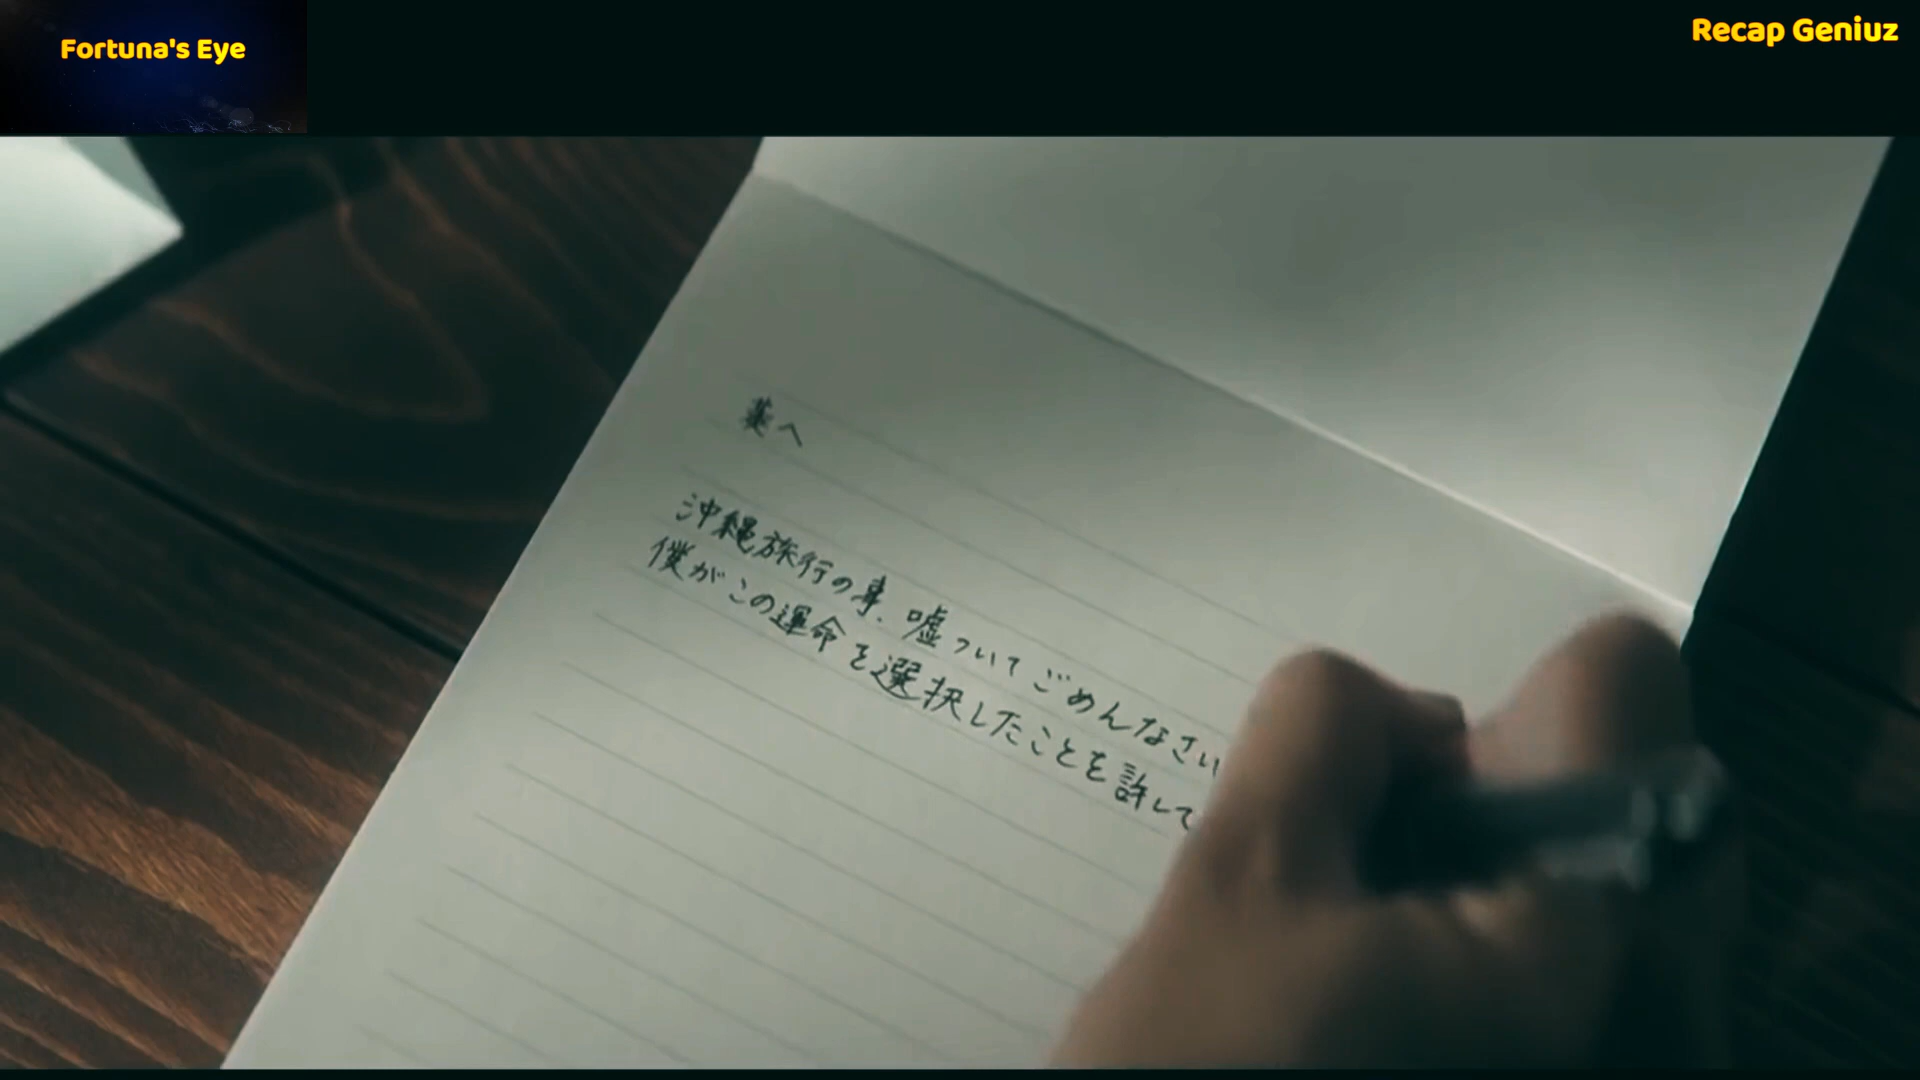 Fortuna's Eye
Recap Geniuz
葵へ
沖縄旅行の事、嘘ついてごめんなさい
僕がこの運命を選択したことを許して